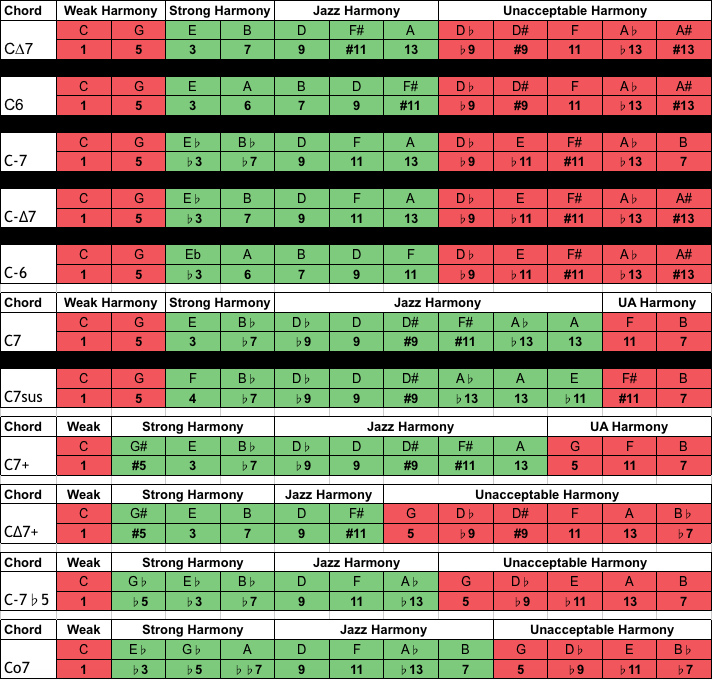 Chord Weak Harmony Strong Harmony Jazz Harmony Unacceptable Harmony
C G E B D F# A D♭ D# F A♭ A#
C∆7 1 5 3 7 9 #11 13 ♭9 #9 11 ♭13 #13
C G E A B D F# D♭ D# F A♭ A#
C6 1 5 3 6 7 9 #11 ♭9 #9 11 ♭13 #13
C G E♭ B♭ D F A D♭ E F# A♭ B
C-7 1 5 ♭3 ♭7 9 11 13 ♭9 ♭11 #11 ♭13 7
C G E♭ B D F A D♭ E F# A♭ A#
C-∆7 1 5 ♭3 7 9 11 13 ♭9 ♭11 #11 ♭13 #13
C G Eb A B D F D♭ E F# A♭ A#
C-6 1 5 ♭3 6 7 9 11 ♭9 ♭11 #11 ♭13 #13
Chord Weak Harmony Strong Harmony Jazz Harmony UA Harmony
C G E B♭ D♭ D D# F# A♭ A F B
C7 1 5 3 ♭7 ♭9 9 #9 #11 ♭13 13 11 7
C G F B♭ D♭ D D# A♭ A E F# B
C7sus 1 5 4 ♭7 ♭9 9 #9 ♭13 13 ♭11 #11 7
Chord Weak Strong Harmony Jazz Harmony UA Harmony
C G# E B♭ D♭ D D# F# A G F B
C7+ 1 #5 3 ♭7 ♭9 9 #9 #11 13 5 11 7
Chord Weak Strong Harmony Jazz Harmony Unacceptable Harmony
C G# E B D F# G D♭ D# F A B♭
C∆7+ 1 #5 3 7 9 #11 5 ♭9 #9 11 13 ♭7
Chord Weak Strong Harmony Jazz Harmony Unacceptable Harmony
C G♭ E♭ B♭ D F A♭ G D♭ E A B
C-7♭5 1 ♭5 ♭3 ♭7 9 11 ♭13 5 ♭9 ♭11 13 7
Chord Weak Strong Harmony Jazz Harmony Unacceptable Harmony
C E♭ G♭ A D F A♭ B G D♭ E B♭
Co7 1 ♭3 ♭5 ♭♭7 9 11 ♭13 7 5 ♭9 ♭11 ♭7